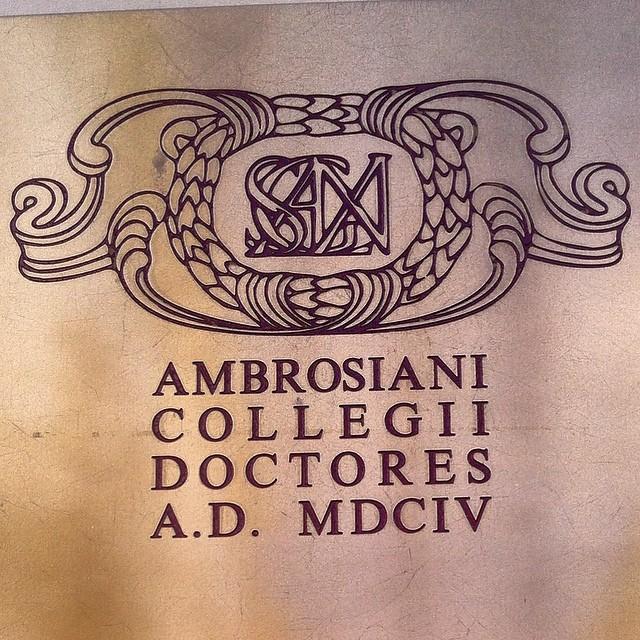 AMBROSIANI
COLLEGII
DOCTORES
A.D. MDCIV